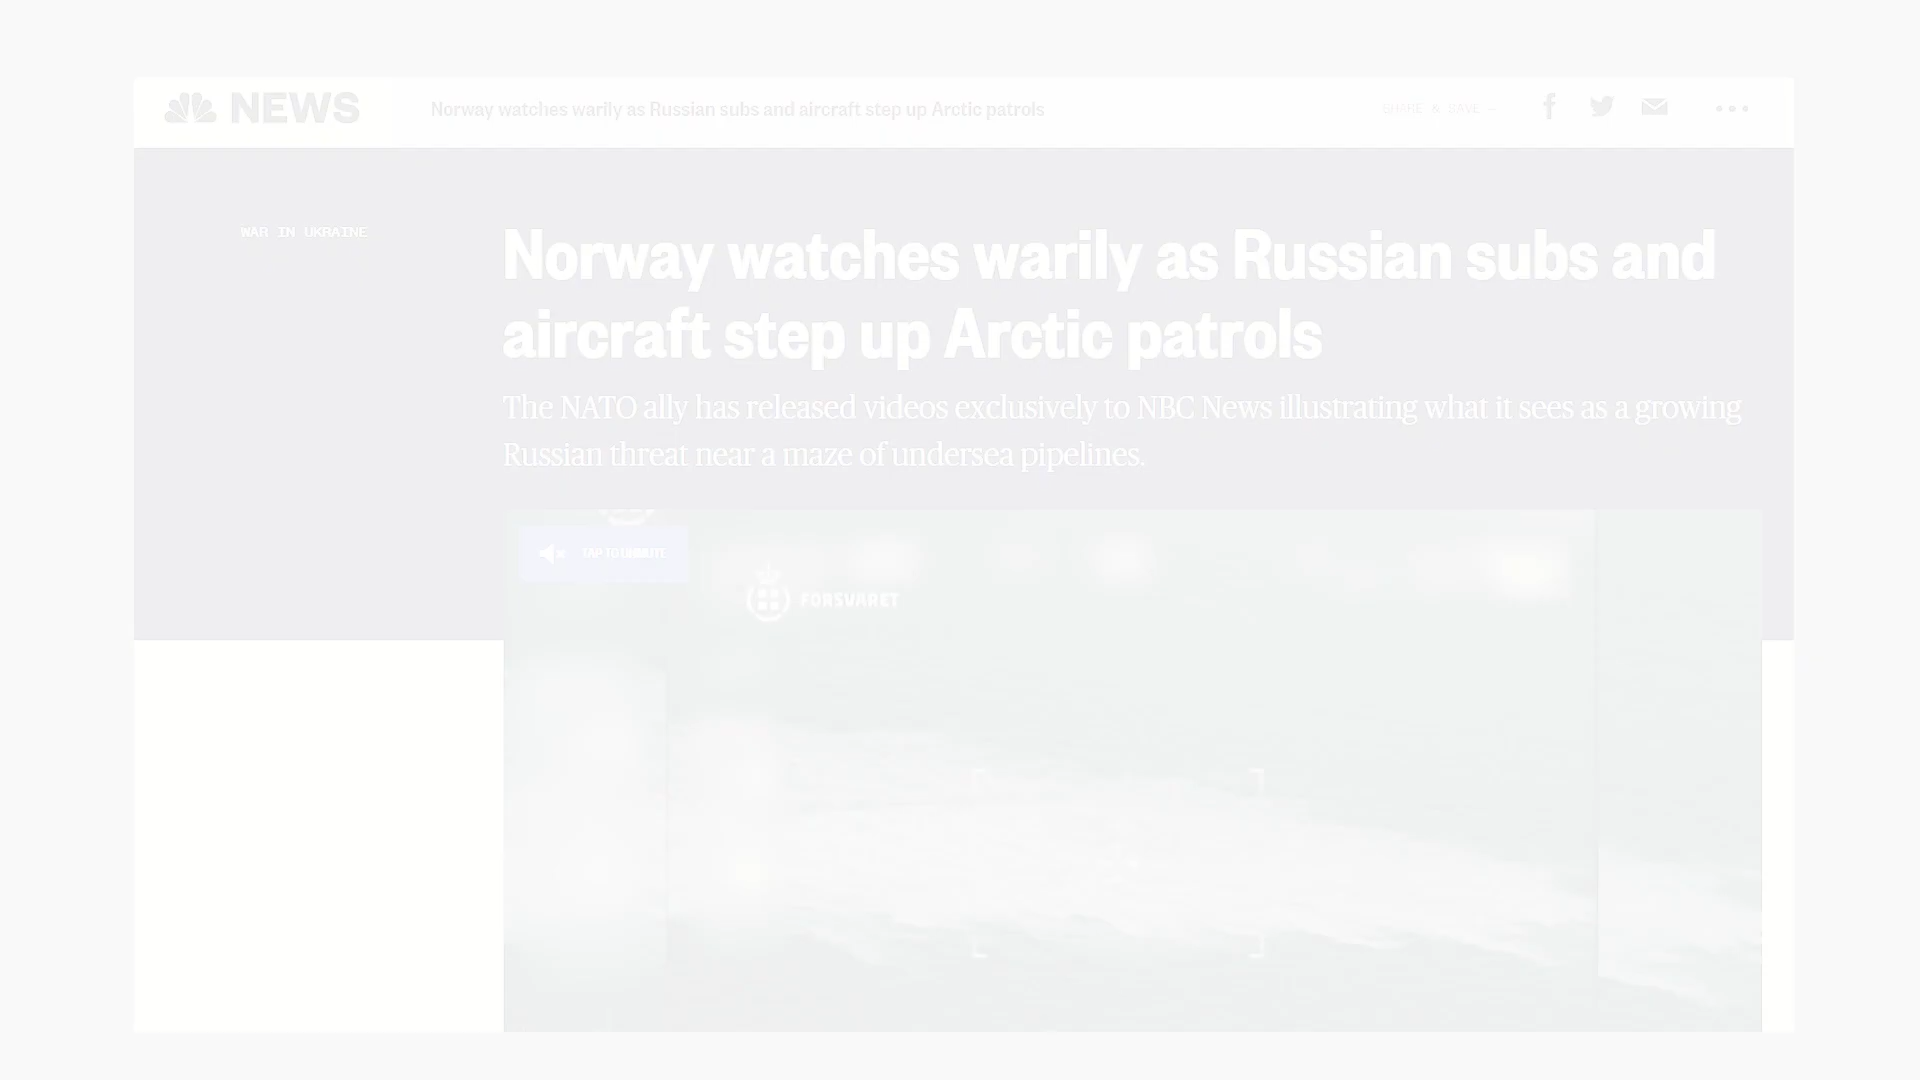 NEWS
Norway watches warily as Russian subs and aircraft step up Arctic patrols
SHARE & SAVE —
WAR IN UKRAINE
Norway watches warily as Russian subs and
aircraft step up Arctic patrols
The NATO ally has released videos exclusively to NBC News illustrating what it sees as a growing
Russian threat near a maze of undersea pipelines.
TAP TO UNMUTE
FORSVARET